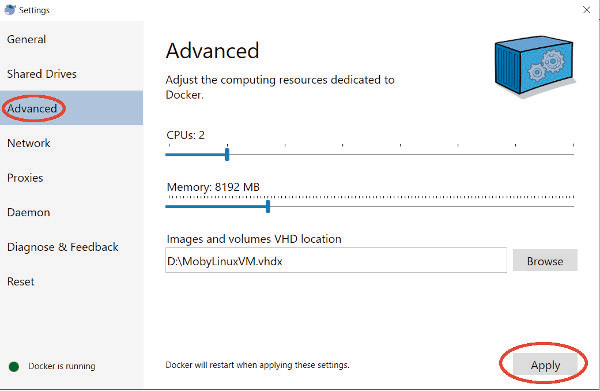 Settings
General
Shared Drives
Advanced
Network
Proxies
Daemon
Diagnose & Feedback
Reset
Docker is running
Advanced
Adjust the computing resources dedicated to
Docker.
CPUs: 2
Memory: 8192 MB
Images and volumes VHD location
D:\MobyLinuxVM.vhdx
Browse
Docker will restart when applying these settings.
Apply